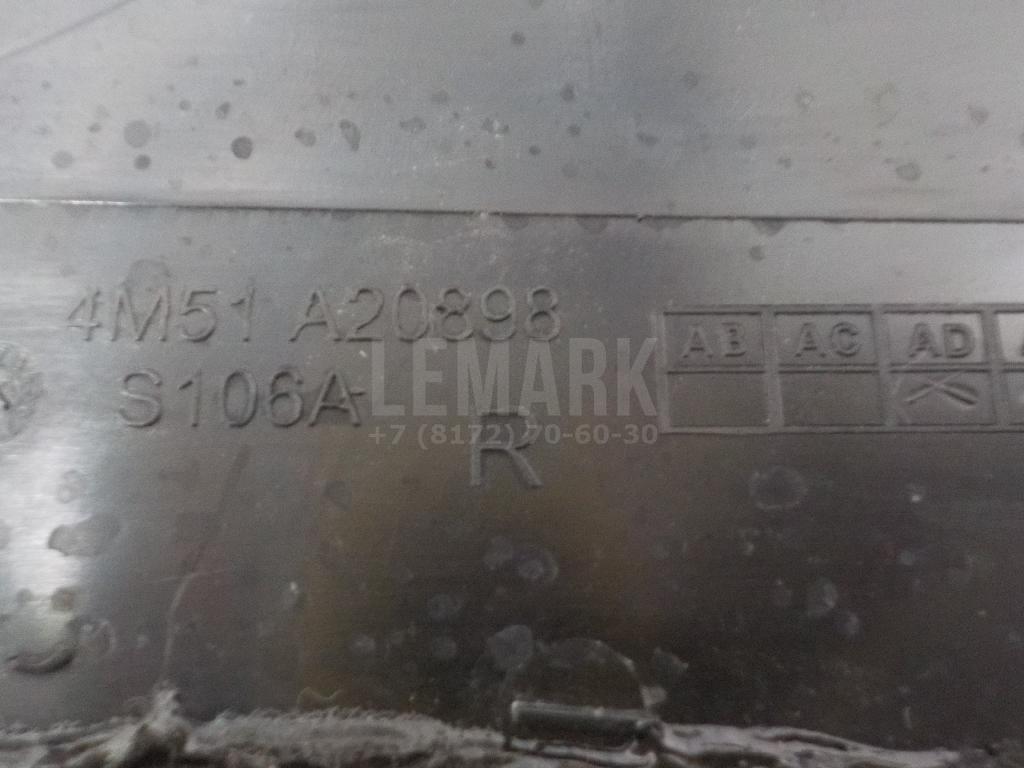 4M51 A20898
S106A
R
AB AC AD
LEMARK
+7 (8172) 70-60-30